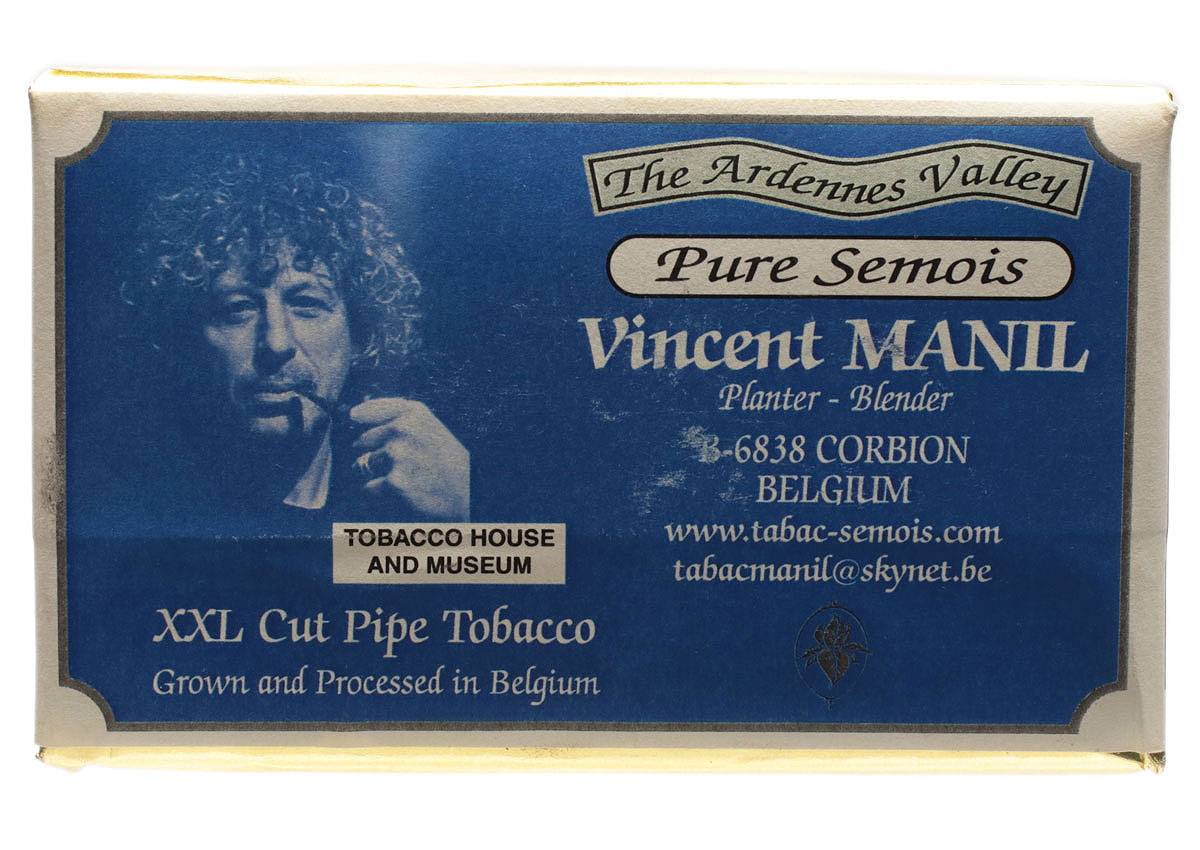 The Ardennes Valley
Pure Semois
Vincent MANIL
Planter - Blender
B-6838 CORBION
BELGIUM
www.tabac-semois.com
tabacmanil@skynet.be
TOBACCO HOUSE
AND MUSEUM
XXL Cut Pipe Tobacco
Grown and Processed in Belgium